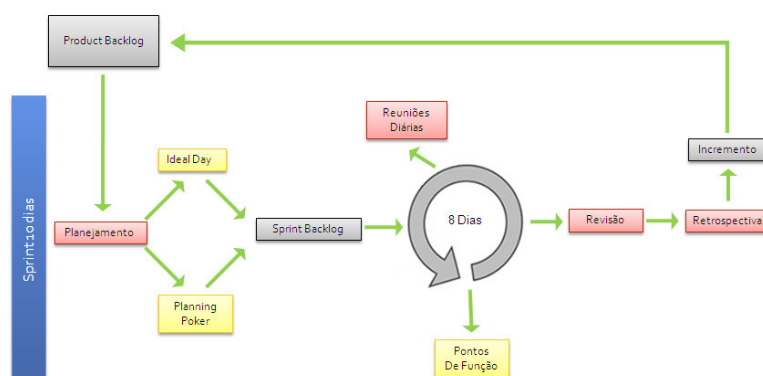 Product Backlog
Sprint 10 dias
Planejamento
Ideal Day
Planning
Poker
Sprint Backlog
Reuniões
Diárias
8 Dias
Pontos
De Função
Revisão
Retrospectiva
Incremento